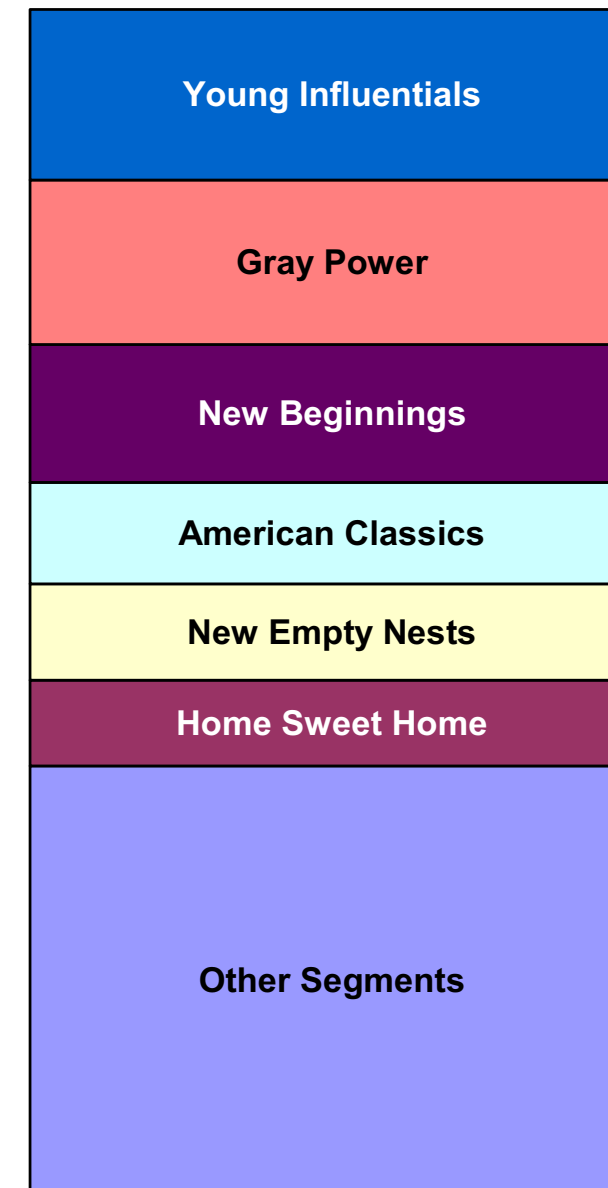 Young Influentials
Gray Power
New Beginnings
American Classics
New Empty Nests
Home Sweet Home
Other Segments